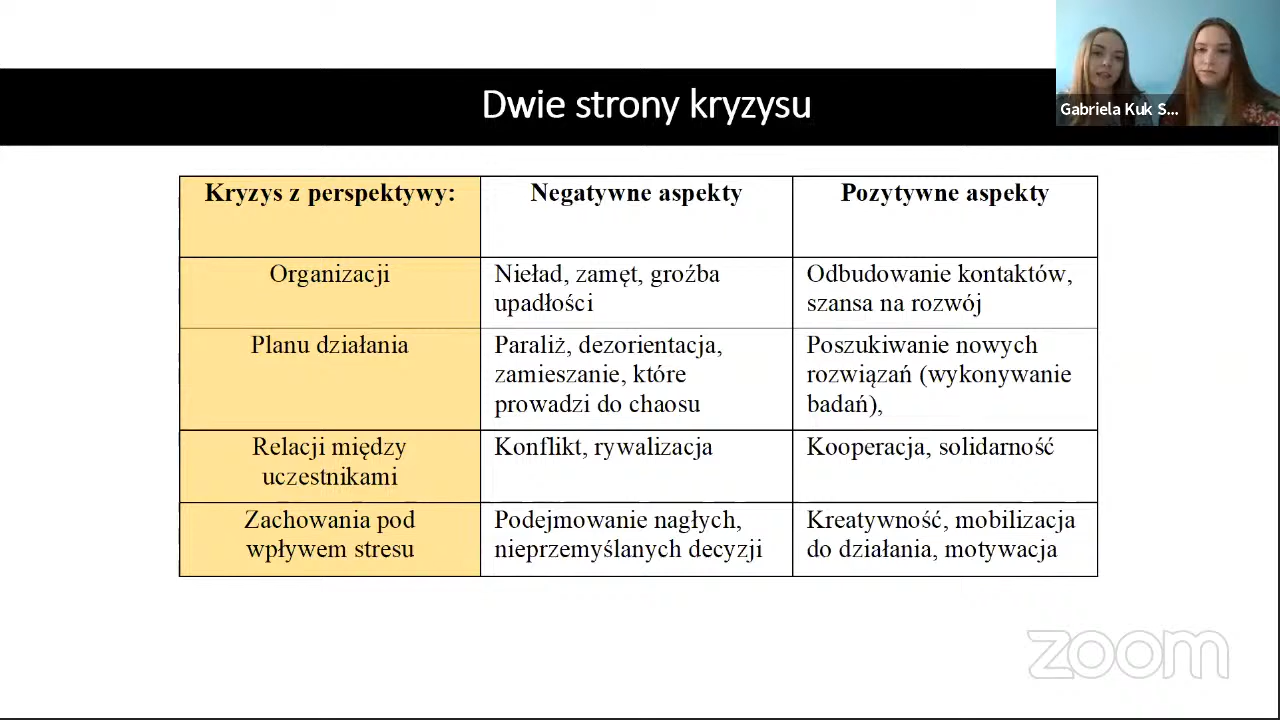 Dwie strony kryzysu
Gabriela Kuk S...
Kryzys z perspektywy:
Negatywne aspekty
Pozytywne aspekty
Organizacji
Nieład, zamęt, groźba
upadłości
Odbudowanie kontaktów,
szansa na rozwój
Planu działania
Paraliż, dezorientacja,
zamieszanie, które
prowadzi do chaosu
Poszukiwanie nowych
rozwiązań (wykonywanie
badań),
Relacji między
uczestnikami
Konflikt, rywalizacja
Kooperacja, solidarność
Zachowania pod
wpływem stresu
Podejmowanie nagłych,
nieprzemyślanych decyzji
Kreatywność, mobilizacja
do działania, motywacja
zoom